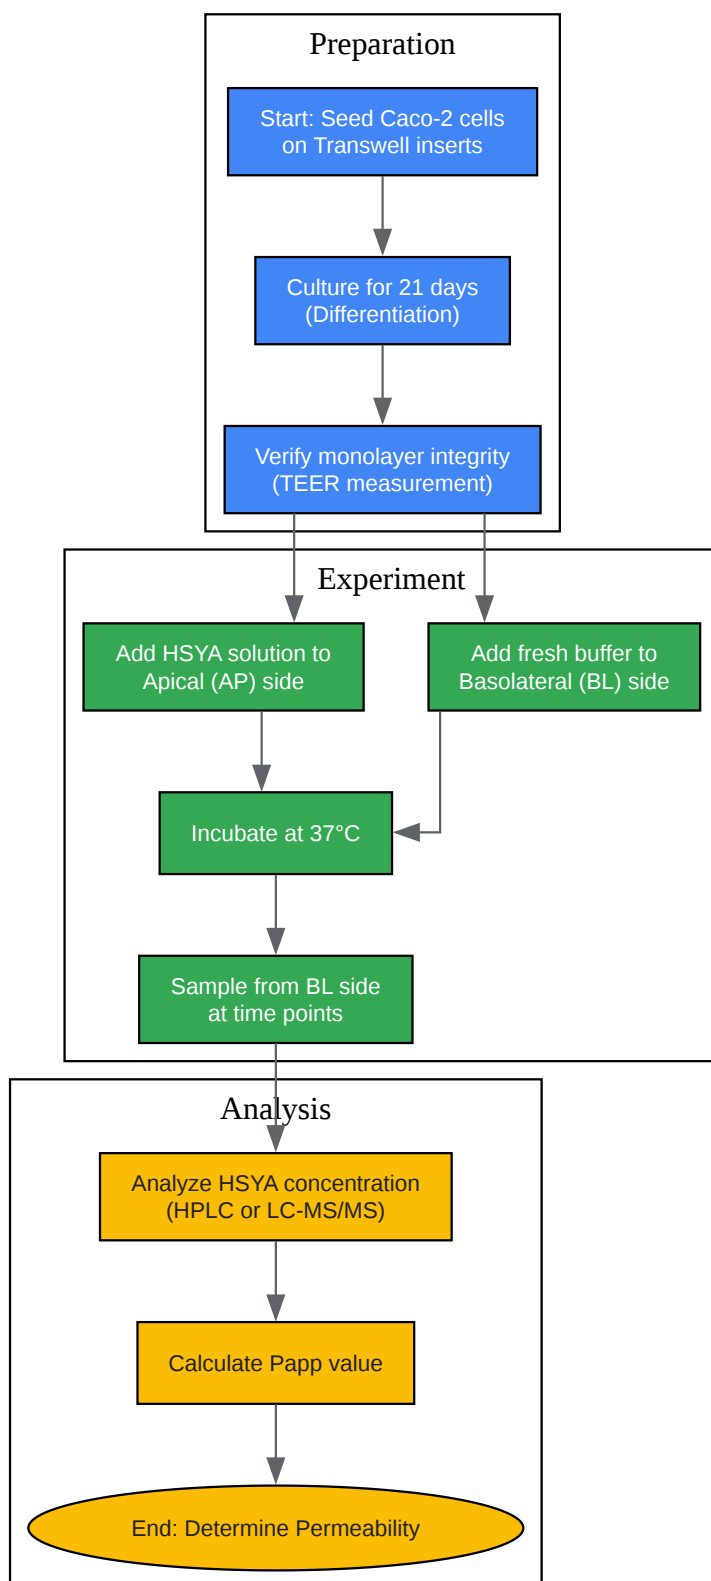 Preparation
Start: Seed Caco-2 cells
on Transwell inserts
Culture for 21 days
(Differentiation)
Verify monolayer integrity
(TEER measurement)
Experiment
Add HSYA solution to
Apical (AP) side
Add fresh buffer to
Basolateral (BL) side
Incubate at 37°C
Sample from BL side
at time points
Analysis
Analyze HSYA concentration
(HPLC or LC-MS/MS)
Calculate Papp value
End: Determine Permeability